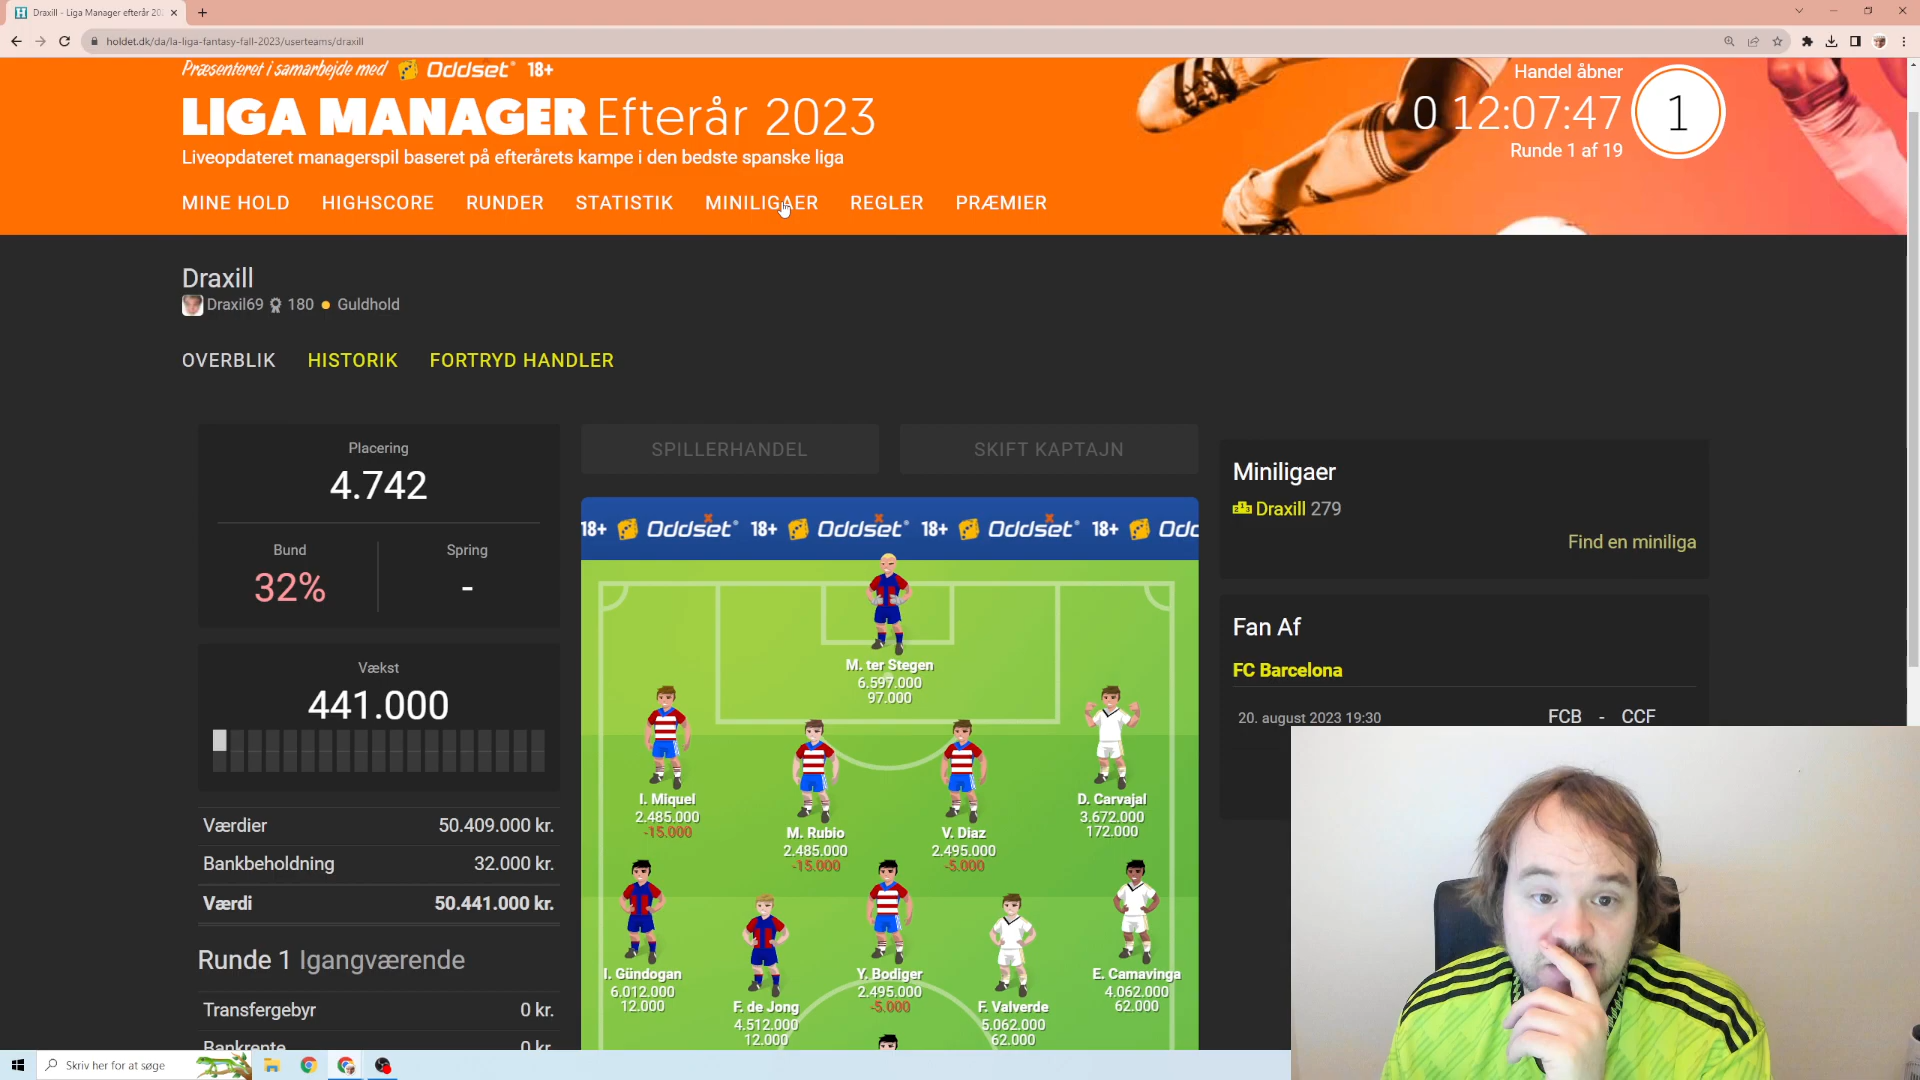 Draxill - Liga Manager efterår 20
holdet.dk/da/la-liga-fantasy-fall-2023/userteams/draxill
Præsenteret i samarbejde med Oddset 18+
LIGA MANAGER Efterår 2023
Liveopdateret managerspil baseret på efterårets kampe i den bedste spanske liga
Handel åbner
0 12:07:47
1
Runde 1 af 19
MINE HOLD HIGHSCORE RUNDER STATISTIK MINILIGAER REGLER PRÆMIER
Draxill
Draxil69 180 Guldhold
OVERBLIK HISTORIK FORTRYD HANDLER
Placering
4.742
Bund
32%
Spring
-
Vækst
441.000
Værdier 50.409.000 kr.
Bankbeholdning 32.000 kr.
Værdi 50.441.000 kr.
Runde 1 Igangværende
Transfergebyr 0 kr.
Bankrente 0 kr.
SPILLERHANDEL
SKIFT KAPTAJN
18+ Oddset 18+ Oddset 18+ Oddset 18+ Odd
M. ter Stegen
6.597.000
97.000
I. Miquel
2.485.000
-15.000
M. Rubio
2.485.000
-15.000
V. Diaz
2.495.000
-5.000
D. Carvajal
3.672.000
172.000
I. Gündogan
6.012.000
12.000
F. de Jong
4.512.000
12.000
Y. Bodiger
2.495.000
-5.000
F. Valverde
5.062.000
62.000
E. Camavinga
4.062.000
62.000
Miniligaer
Draxill 279
Find en miniliga
Fan Af
FC Barcelona
20. august 2023 19:30 FCB - CCF
Skriv her for at søge